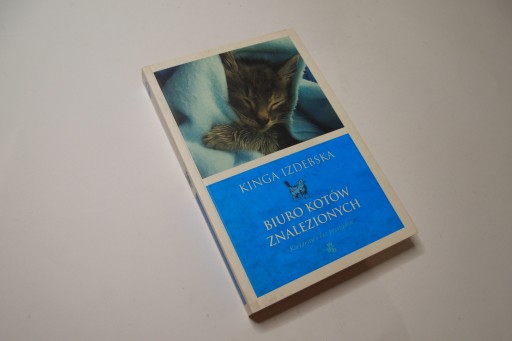 KINGA IZDEBSKA
BIURO KOTÓW
ZNALEZIONYCH